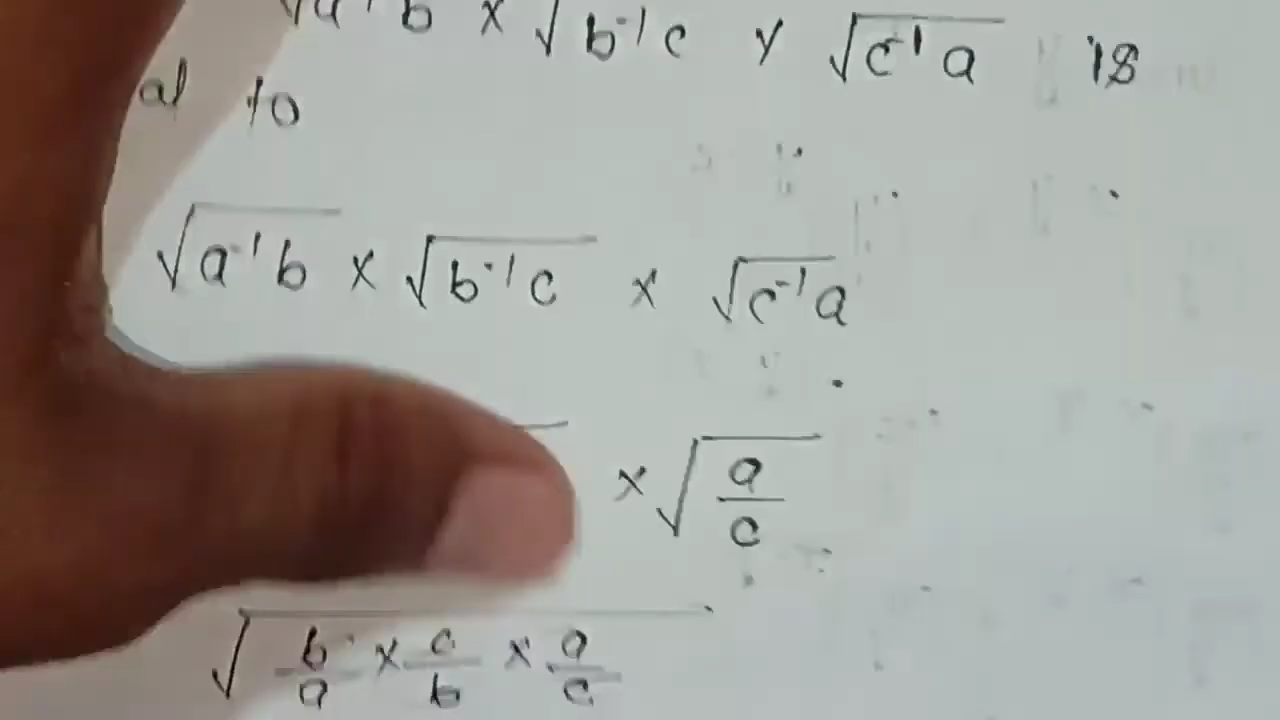 √a⁻¹b × √b⁻¹c × √c⁻¹a is
al to
√a⁻¹b × √b⁻¹c × √c⁻¹a
× √a/c
√b/a × c/b × a/c